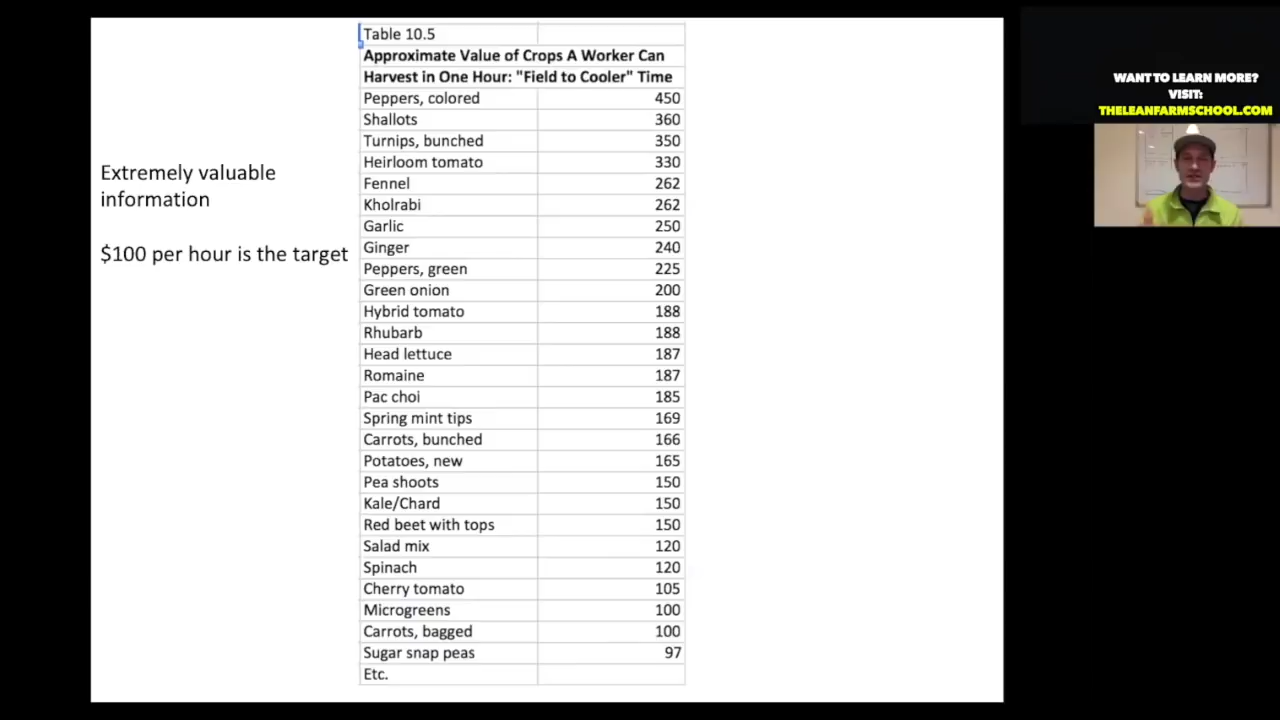 Extremely valuable
information
$100 per hour is the target
Table 10.5
Approximate Value of Crops A Worker Can
Harvest in One Hour: "Field to Cooler" Time
Peppers, colored 450
Shallots 360
Turnips, bunched 350
Heirloom tomato 330
Fennel 262
Kholrabi 262
Garlic 250
Ginger 240
Peppers, green 225
Green onion 200
Hybrid tomato 188
Rhubarb 188
Head lettuce 187
Romaine 187
Pac choi 185
Spring mint tips 169
Carrots, bunched 166
Potatoes, new 165
Pea shoots 150
Kale/Chard 150
Red beet with tops 150
Salad mix 120
Spinach 120
Cherry tomato 105
Microgreens 100
Carrots, bagged 100
Sugar snap peas 97
Etc.
WANT TO LEARN MORE?
VISIT:
THELEANFARMSCHOOL.COM